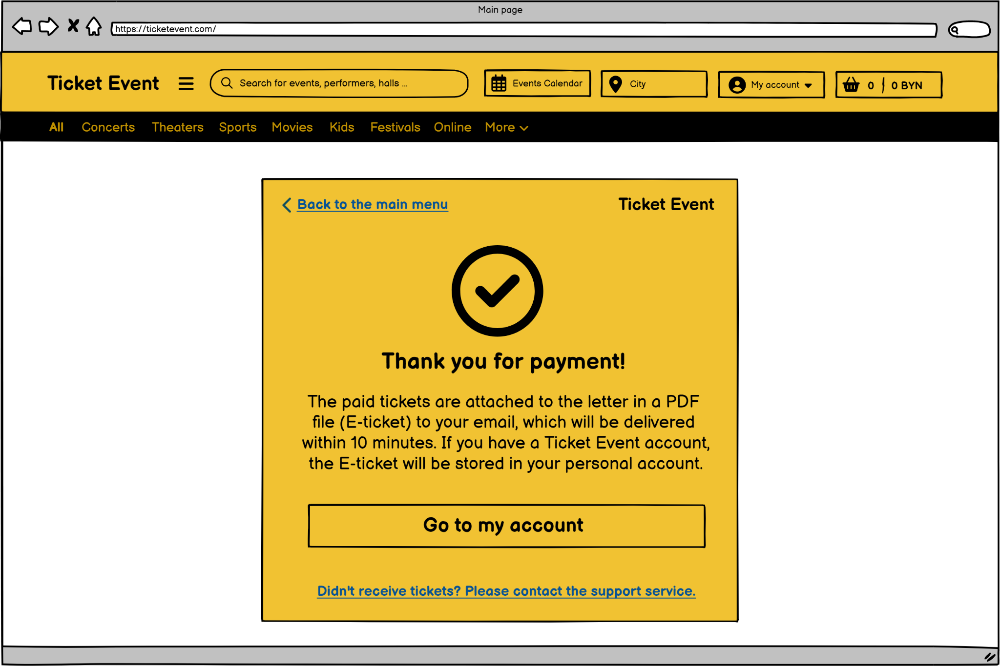 Main page
https://ticketevent.com/
Ticket Event
Search for events, performers, halls ...
Events Calendar
City
My account
0 | 0 BYN
All Concerts Theaters Sports Movies Kids Festivals Online More
Back to the main menu
Ticket Event
Thank you for payment!
The paid tickets are attached to the letter in a PDF
file (E-ticket) to your email, which will be delivered
within 10 minutes. If you have a Ticket Event account,
the E-ticket will be stored in your personal account.
Go to my account
Didn't receive tickets? Please contact the support service.